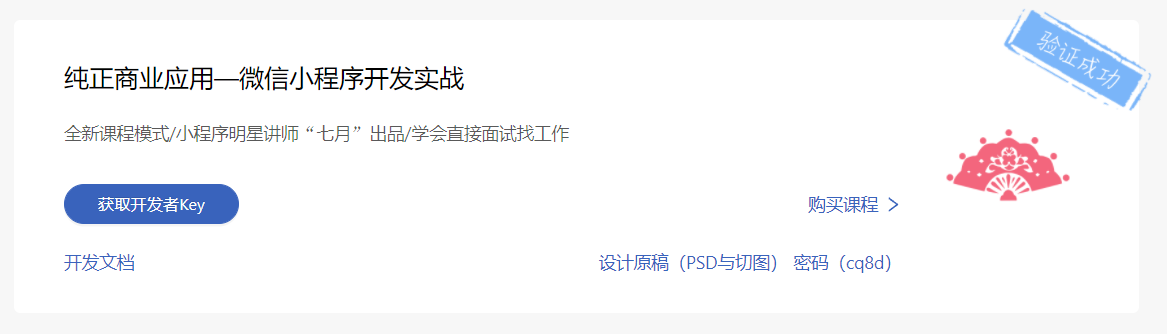 验证成功
纯正商业应用—微信小程序开发实战
全新课程模式/小程序明星讲师“七月”出品/学会直接面试找工作
获取开发者Key
购买课程 >
开发文档
设计原稿（PSD与切图） 密码（cq8d）